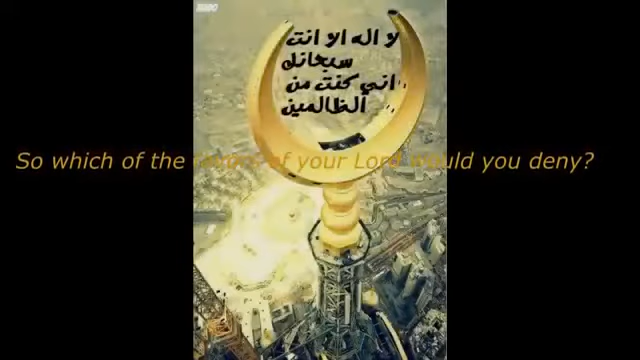 لا اله الا انت
سبحانك
اني كنت من
الظالمين
So which of the favors of your Lord would you deny?